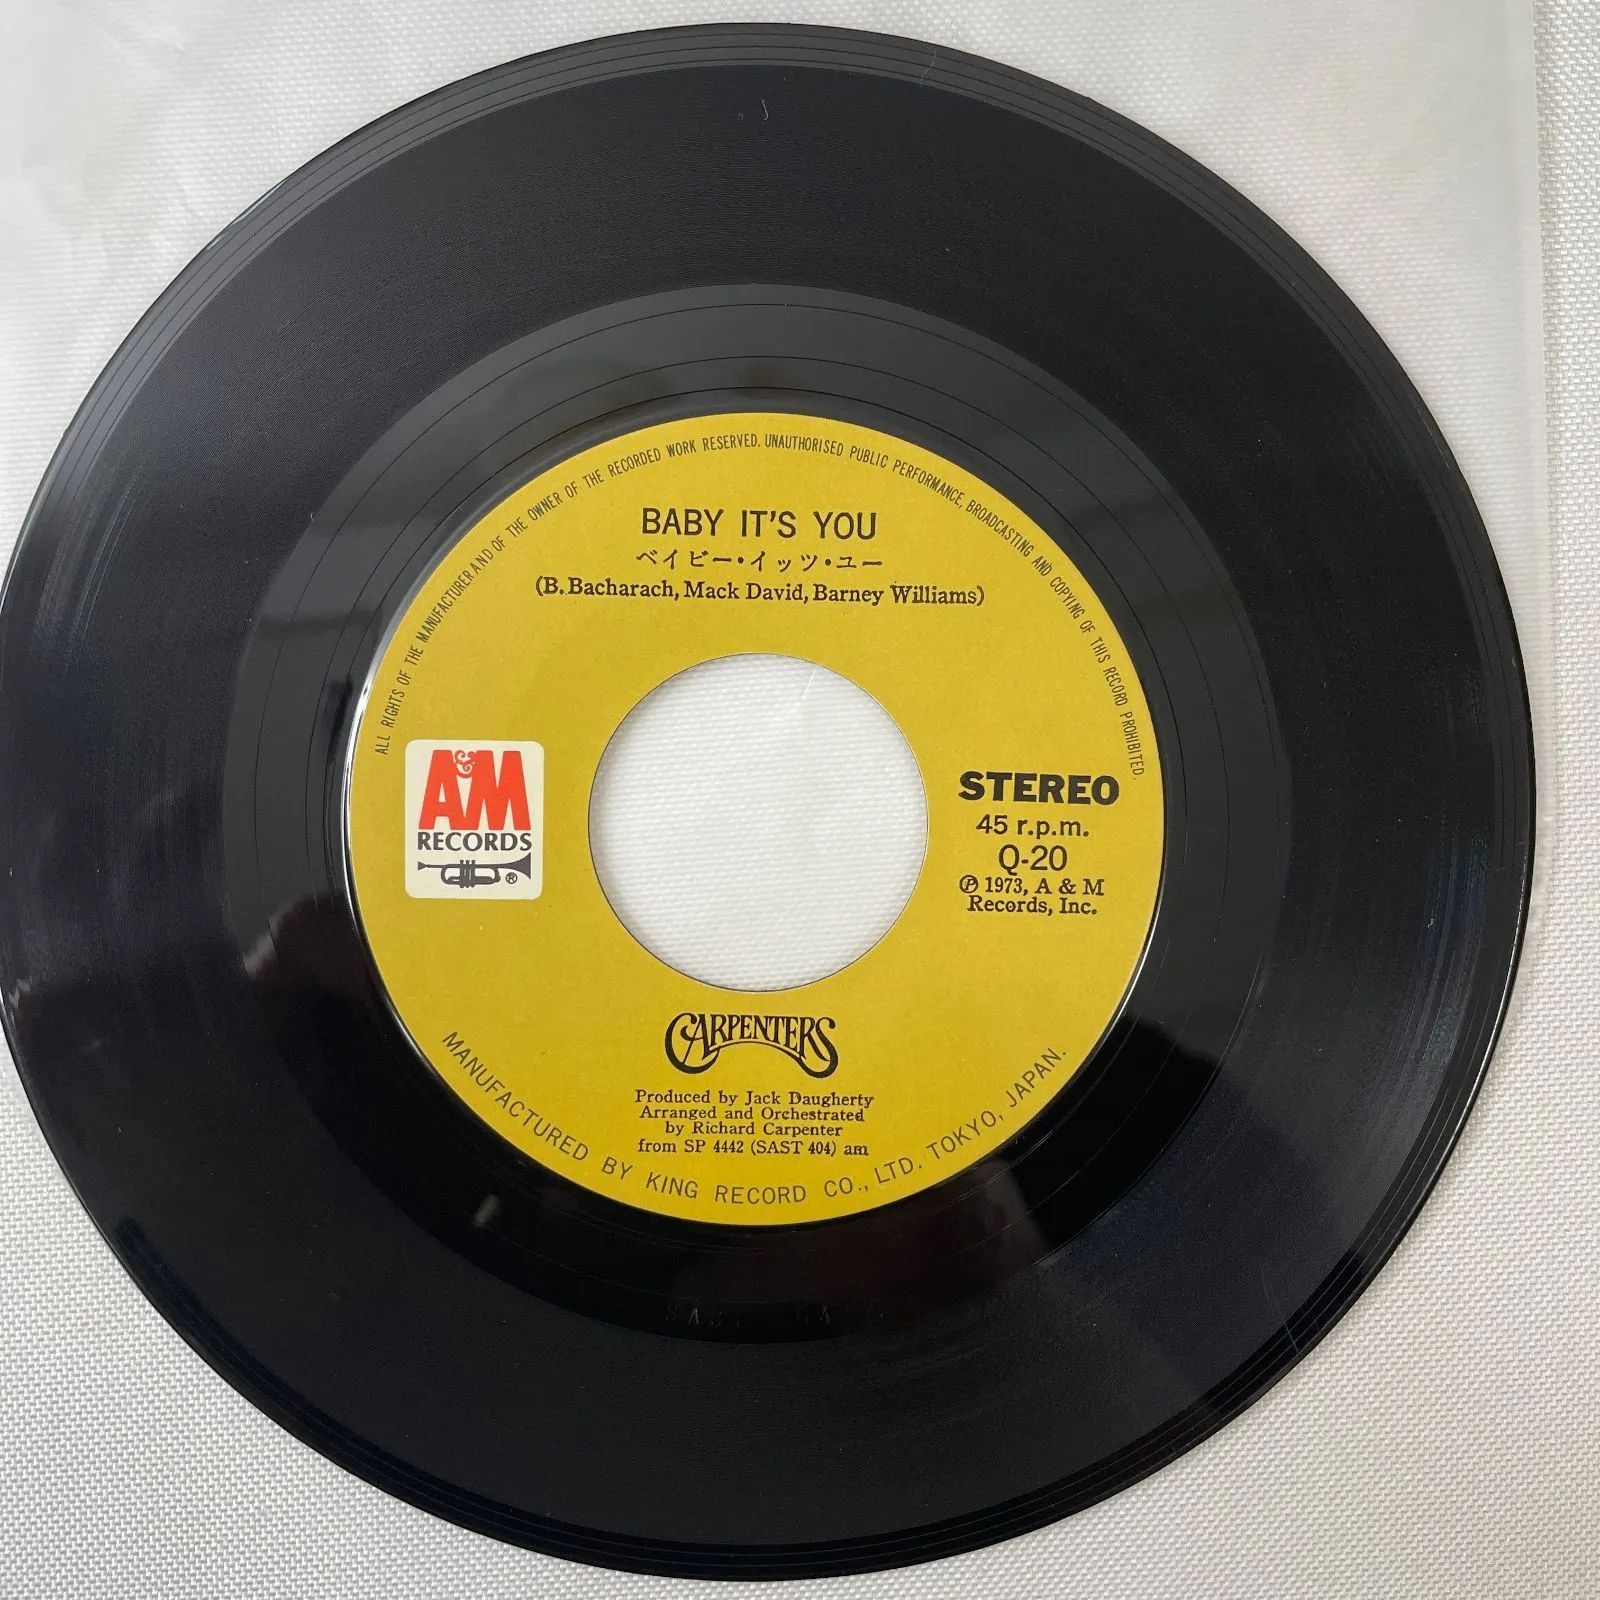 ALL RIGHTS OF THE MANUFACTURER AND OF THE OWNER OF THE RECORDED WORK RESERVED. UNAUTHORISED PUBLIC PERFORMANCE, BROADCASTING AND COPYING OF THIS RECORD PROHIBITED.
BABY IT'S YOU
ベイビー・イッツ・ユー
(B. Bacharach, Mack David, Barney Williams)
A&M
RECORDS
®
STEREO
45 r.p.m.
Q-20
Ⓟ 1973, A & M
Records, Inc.
CARPENTERS
Produced by Jack Daugherty
Arranged and Orchestrated
by Richard Carpenter
from SP 4442 (SAST 404) am
MANUFACTURED BY KING RECORD CO., LTD. TOKYO, JAPAN.